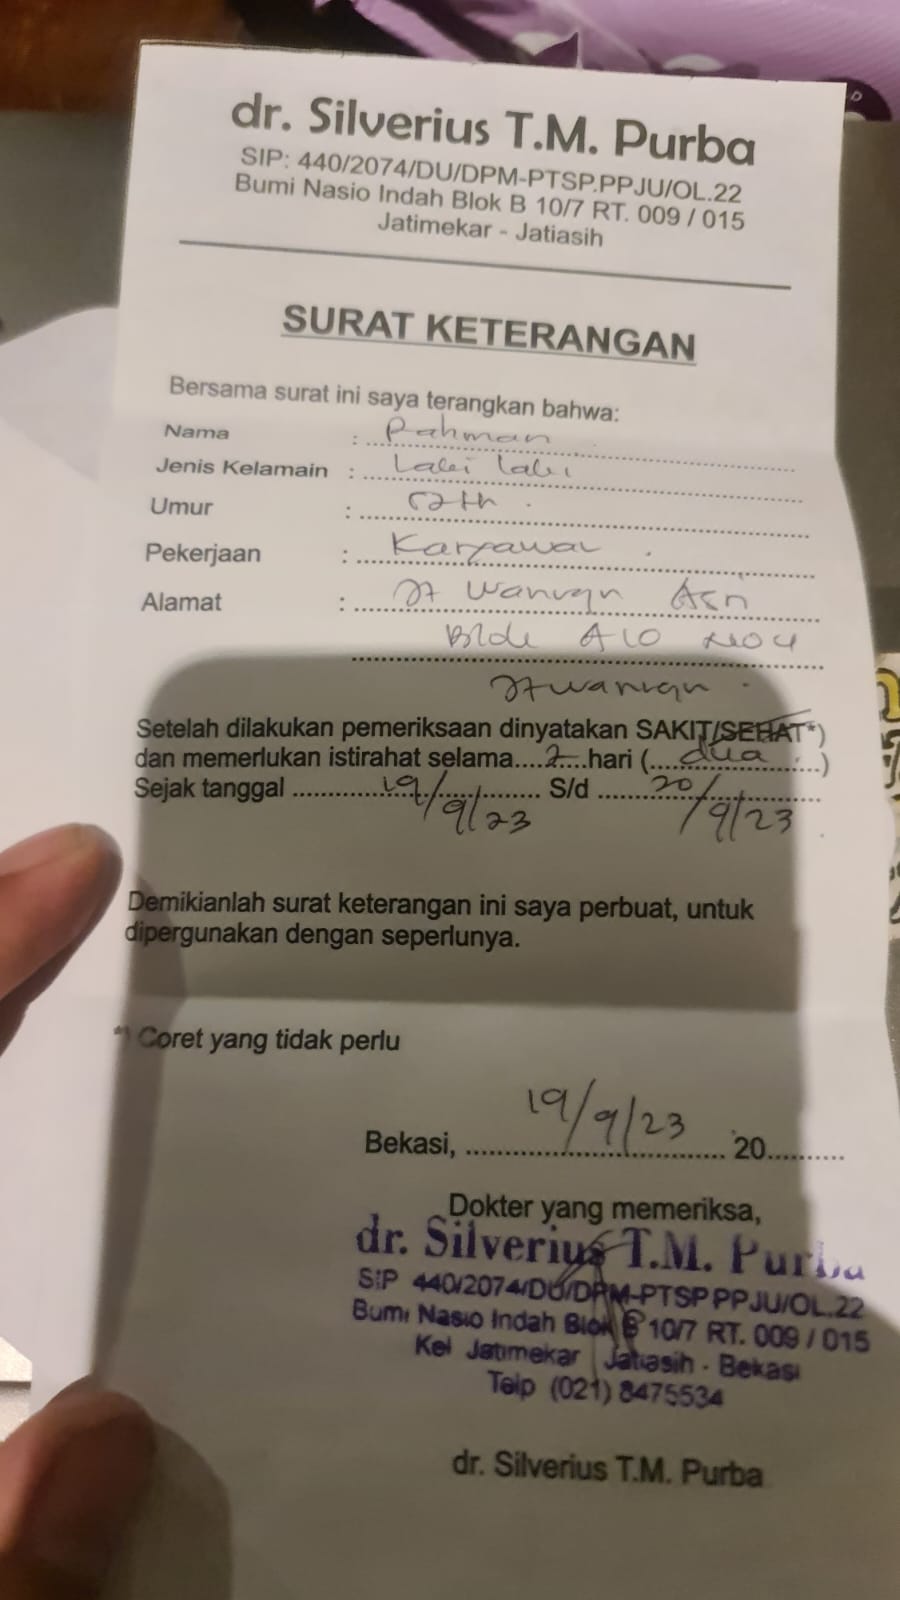 dr. Silverius T.M. Purba
SIP: 440/2074/DU/DPM-PTSP.PPJU/OL.22
Bumi Nasio Indah Blok B 10/7 RT. 009 / 015
Jatimekar - Jatiasih
SURAT KETERANGAN
Bersama surat ini saya terangkan bahwa:
Nama : Rahman
Jenis Kelamain : Laki laki
Umur : 52th
Pekerjaan : Karyawan
Alamat :
A10 No 4
Setelah dilakukan pemeriksaan dinyatakan SAKIT/SEHAT*)
dan memerlukan istirahat selama....2....hari (...dua...)
Sejak tanggal ........ 19/9/23 ........ S/d ........ 20/9/23
Demikianlah surat keterangan ini saya perbuat, untuk
dipergunakan dengan seperlunya.
*) Coret yang tidak perlu
Bekasi, ........ 19/9/23 ........ 20..........
Dokter yang memeriksa,
dr. Silverius T.M. Purba
SIP 440/2074/DU/DPM-PTSP.PPJU/OL.22
Bumi Nasio Indah Blok B 10/7 RT. 009 / 015
Kel Jatimekar Jatiasih - Bekasi
Telp (021) 8475534
dr. Silverius T.M. Purba